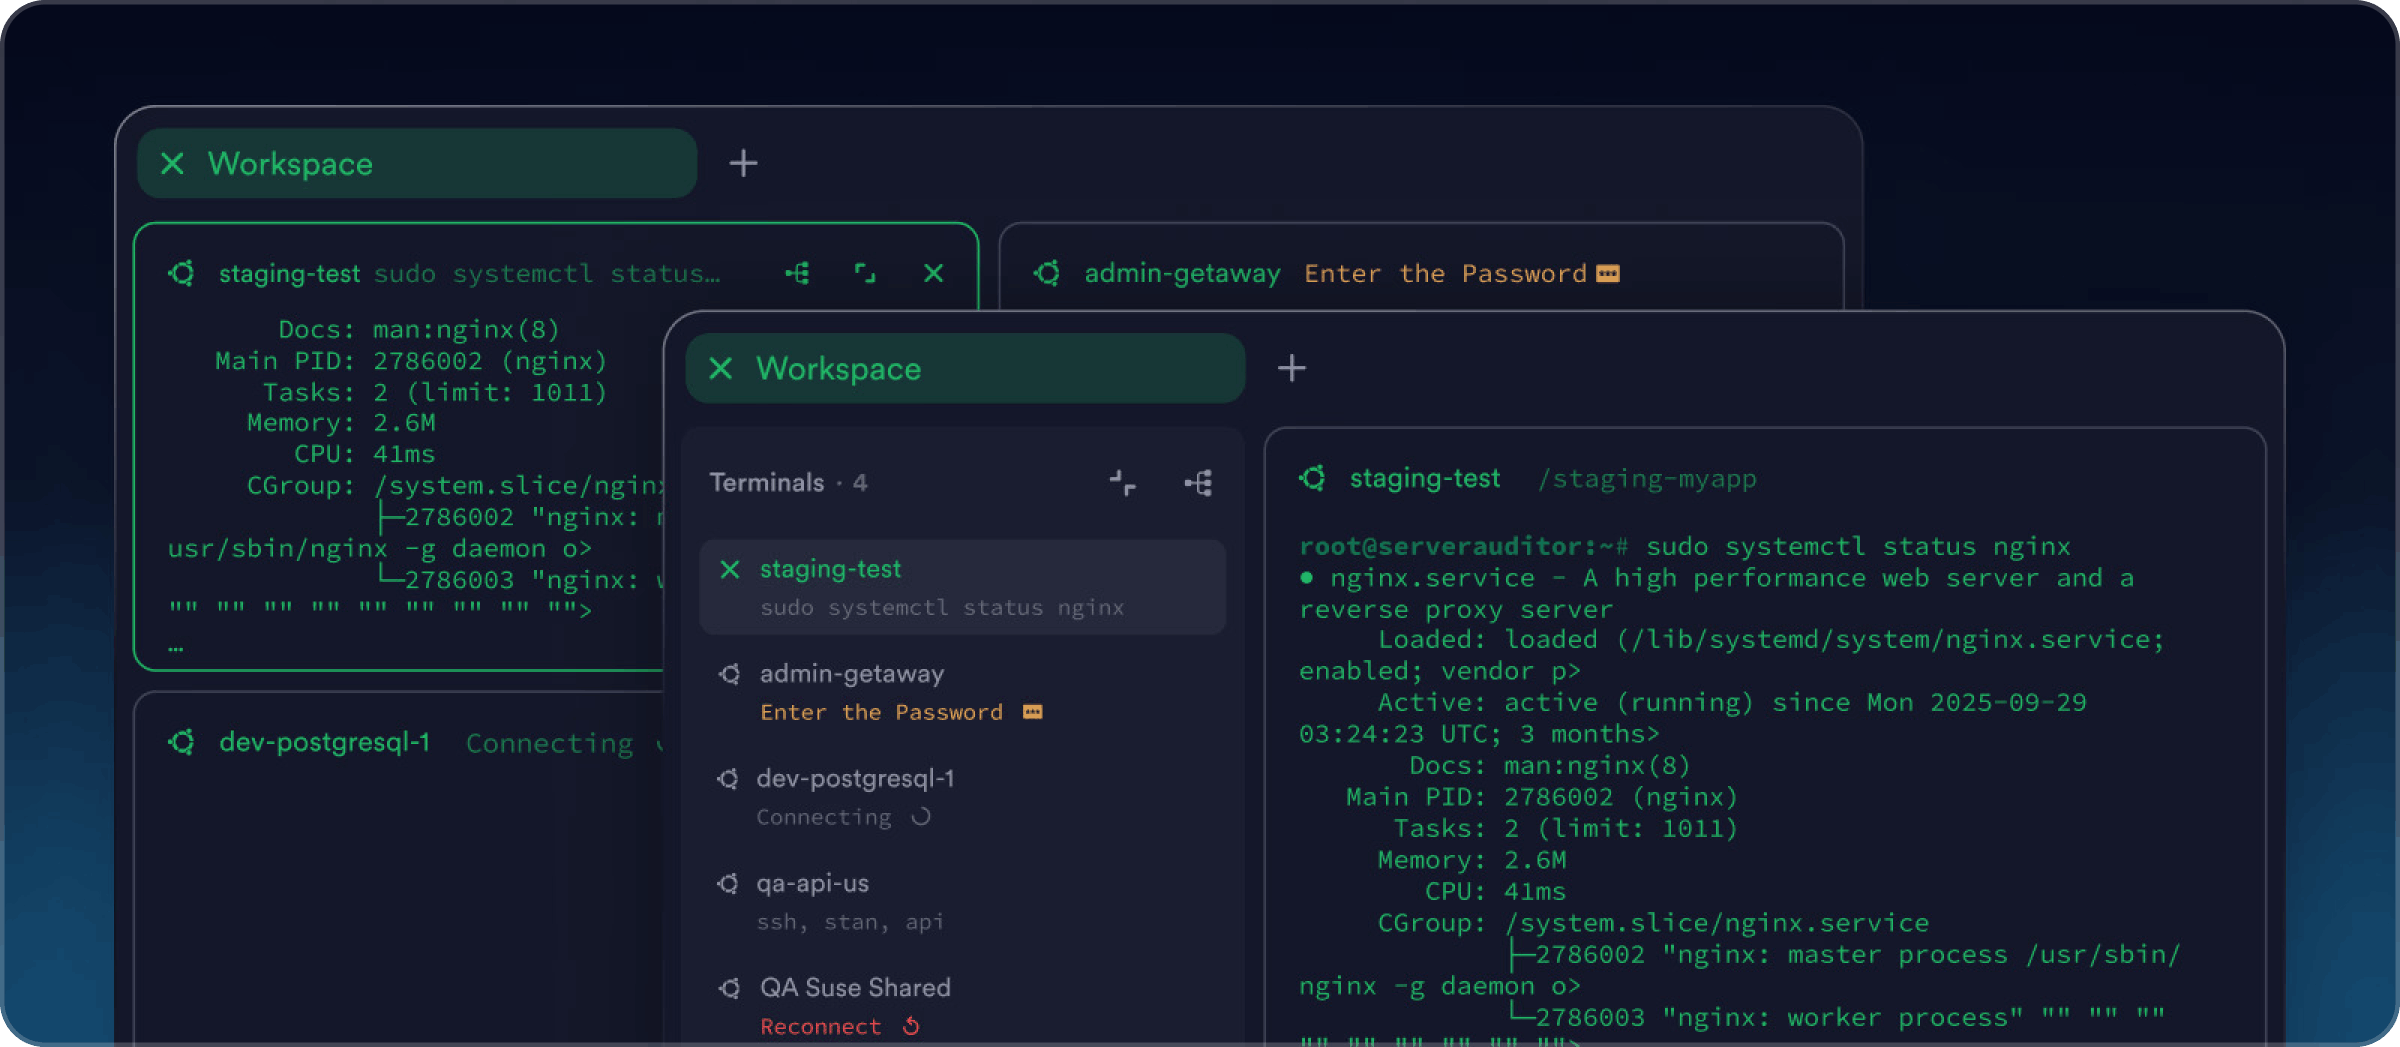 Workspace
staging-test sudo systemctl status…
Docs: man:nginx(8)
Main PID: 2786002 (nginx)
Tasks: 2 (limit: 1011)
Memory: 2.6M
CPU: 41ms
CGroup: /system.slice/nginx
├─2786002 "nginx:
usr/sbin/nginx -g daemon o>
└─2786003 "nginx:
"" "" "" "" "" "" "" "" "">
…
admin-getaway Enter the Password
dev-postgresql-1 Connecting
Workspace
Terminals · 4
staging-test
sudo systemctl status nginx
admin-getaway
Enter the Password
dev-postgresql-1
Connecting
qa-api-us
ssh, stan, api
QA Suse Shared
Reconnect
staging-test /staging-myapp
root@serverauditor:~# sudo systemctl status nginx
● nginx.service - A high performance web server and a
reverse proxy server
Loaded: loaded (/lib/systemd/system/nginx.service;
enabled; vendor p>
Active: active (running) since Mon 2025-09-29
03:24:23 UTC; 3 months>
Docs: man:nginx(8)
Main PID: 2786002 (nginx)
Tasks: 2 (limit: 1011)
Memory: 2.6M
CPU: 41ms
CGroup: /system.slice/nginx.service
├─2786002 "nginx: master process /usr/sbin/
nginx -g daemon o>
└─2786003 "nginx: worker process" "" "" ""
"" "" "" "" "" "">